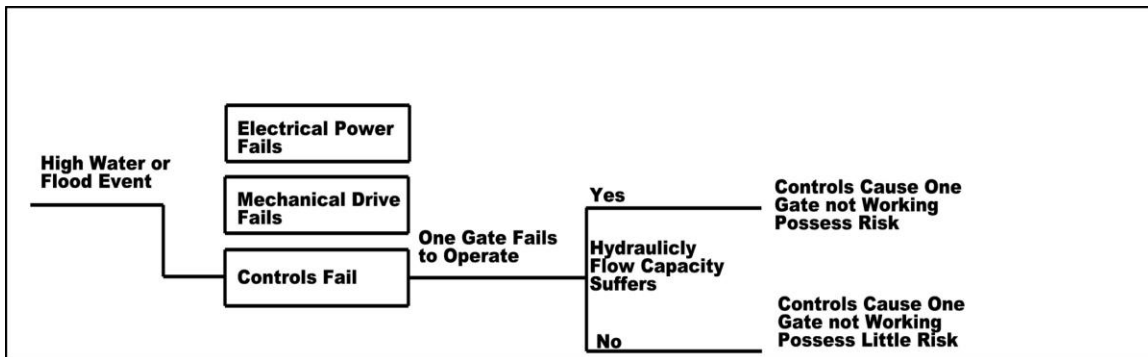 High Water or
Flood Event
Electrical Power
Fails
Mechanical Drive
Fails
Controls Fail
One Gate Fails
to Operate
Yes
Hydraulicly
Flow Capacity
Suffers
No
Controls Cause One
Gate not Working
Possess Risk
Controls Cause One
Gate not Working
Possess Little Risk